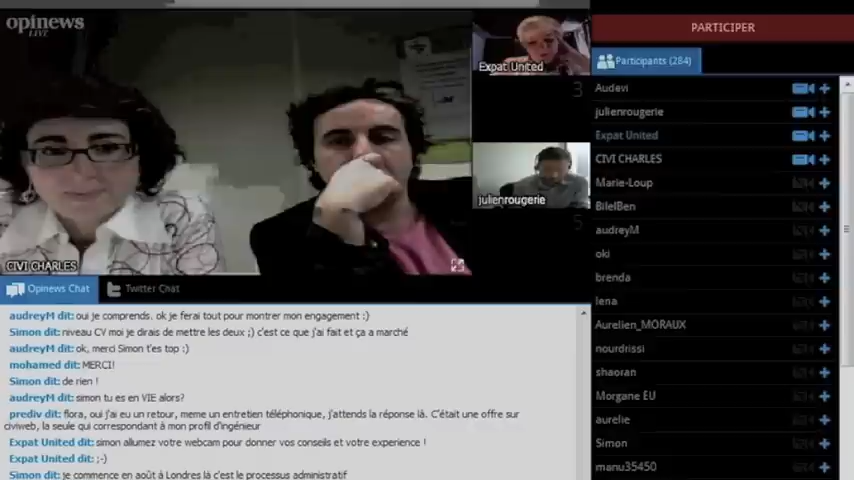 opinews
LIVE
Expat United
3
julienrougerie
5
CIVI CHARLES
PARTICIPER
Participants (284)
Audevi
julienrougerie
Expat United
CIVI CHARLES
Marie-Loup
BilelBen
audreyM
oki
brenda
lena
Aurelien_MORAUX
nourdrissi
shaoran
Morgane EU
aurelie
Simon
manu35450
Opinews Chat
Twitter Chat
audreyM dit: oui je comprends. ok je ferai tout pour montrer mon engagement :)
Simon dit: niveau CV moi je dirais de mettre les deux ;) c'est ce que j'ai fait et ça a marché
audreyM dit: ok, merci Simon t'es top :)
mohamed dit: MERCI!
Simon dit: de rien !
audreyM dit: simon tu es en VIE alors?
prediv dit: flora, oui j'ai eu un retour, meme un entretien téléphonique, j'attends la réponse là. C'était une offre sur
civiweb, la seule qui correspondant à mon profil d'ingénieur
Expat United dit: simon allumez votre webcam pour donner vos conseils et votre experience !
Expat United dit: ;-)
Simon dit: je commence en août à Londres là c'est le processus administratif